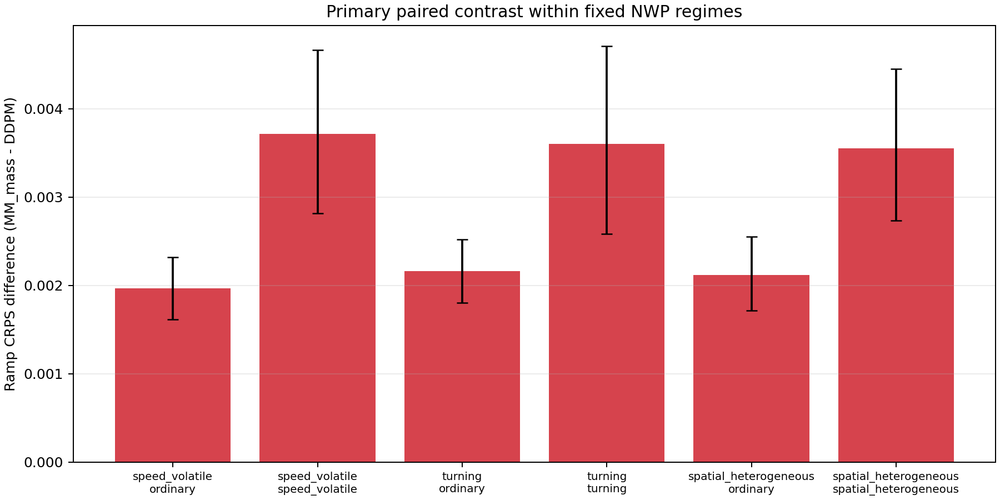 Primary paired contrast within fixed NWP regimes
Ramp CRPS difference (MM_mass - DDPM)
0.004
0.003
0.002
0.001
0.000
speed_volatile
ordinary
speed_volatile
speed_volatile
turning
ordinary
turning
turning
spatial_heterogeneous
ordinary
spatial_heterogeneous
spatial_heterogeneous